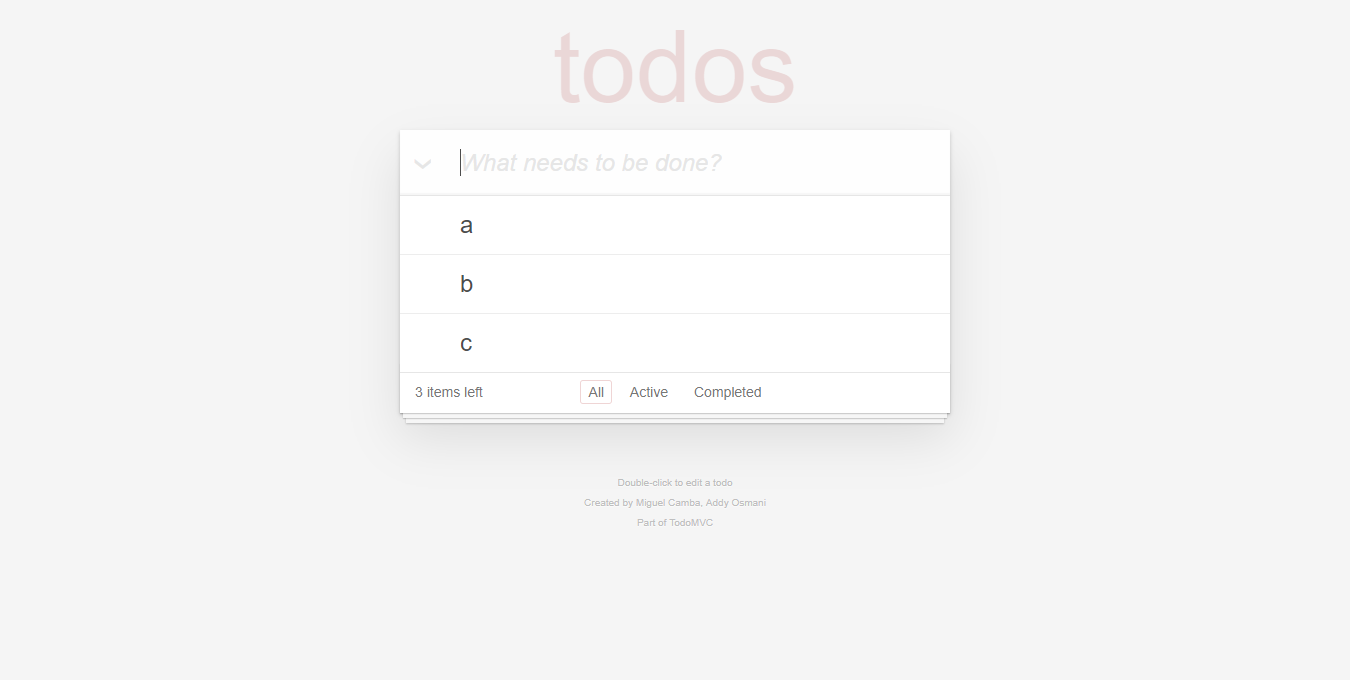 todos
What needs to be done?
a
b
c
3 items left All Active Completed
Double-click to edit a todo
Created by Miguel Camba, Addy Osmani
Part of TodoMVC